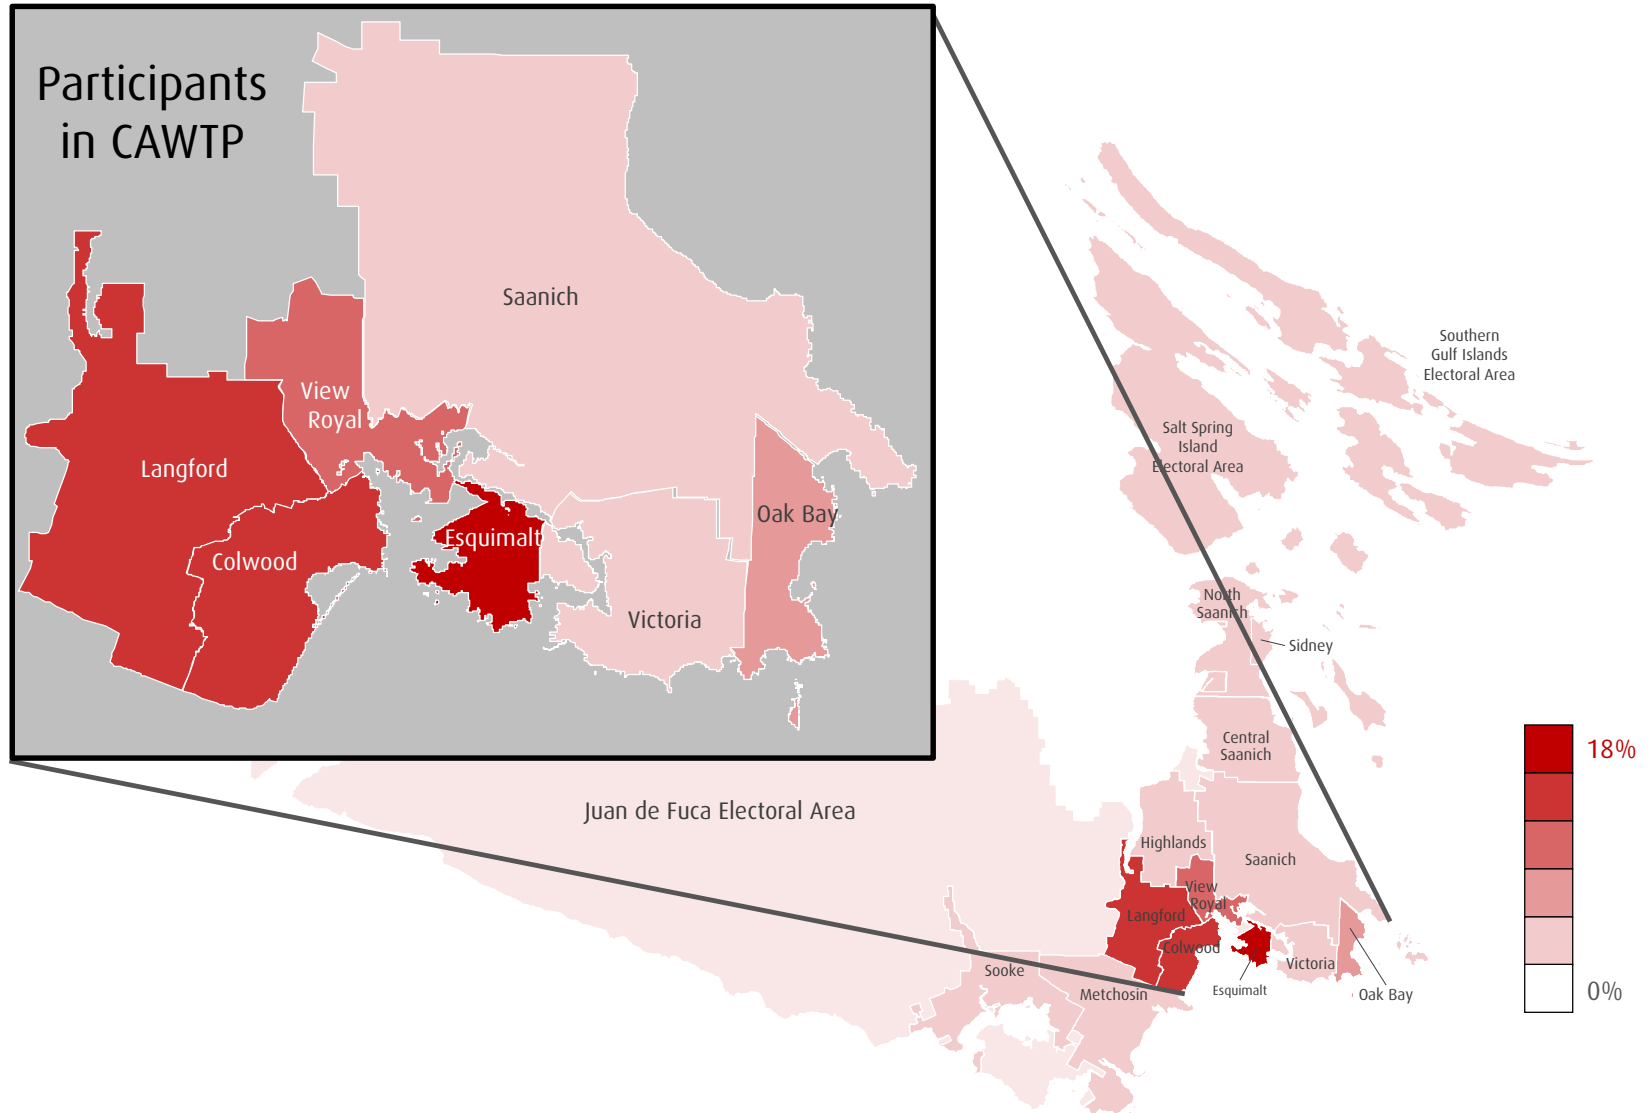 Participants
in CAWTP
Saanich
View
Royal
Langford
Colwood
Esquimalt
Oak Bay
Victoria
Southern
Gulf Islands
Electoral Area
Salt Spring
Island
Electoral Area
North
Saanich
Sidney
Central
Saanich
Juan de Fuca Electoral Area
Highlands
Saanich
View
Royal
Langford
Colwood
Sooke
Metchosin
Esquimalt
Victoria
Oak Bay
18%
0%